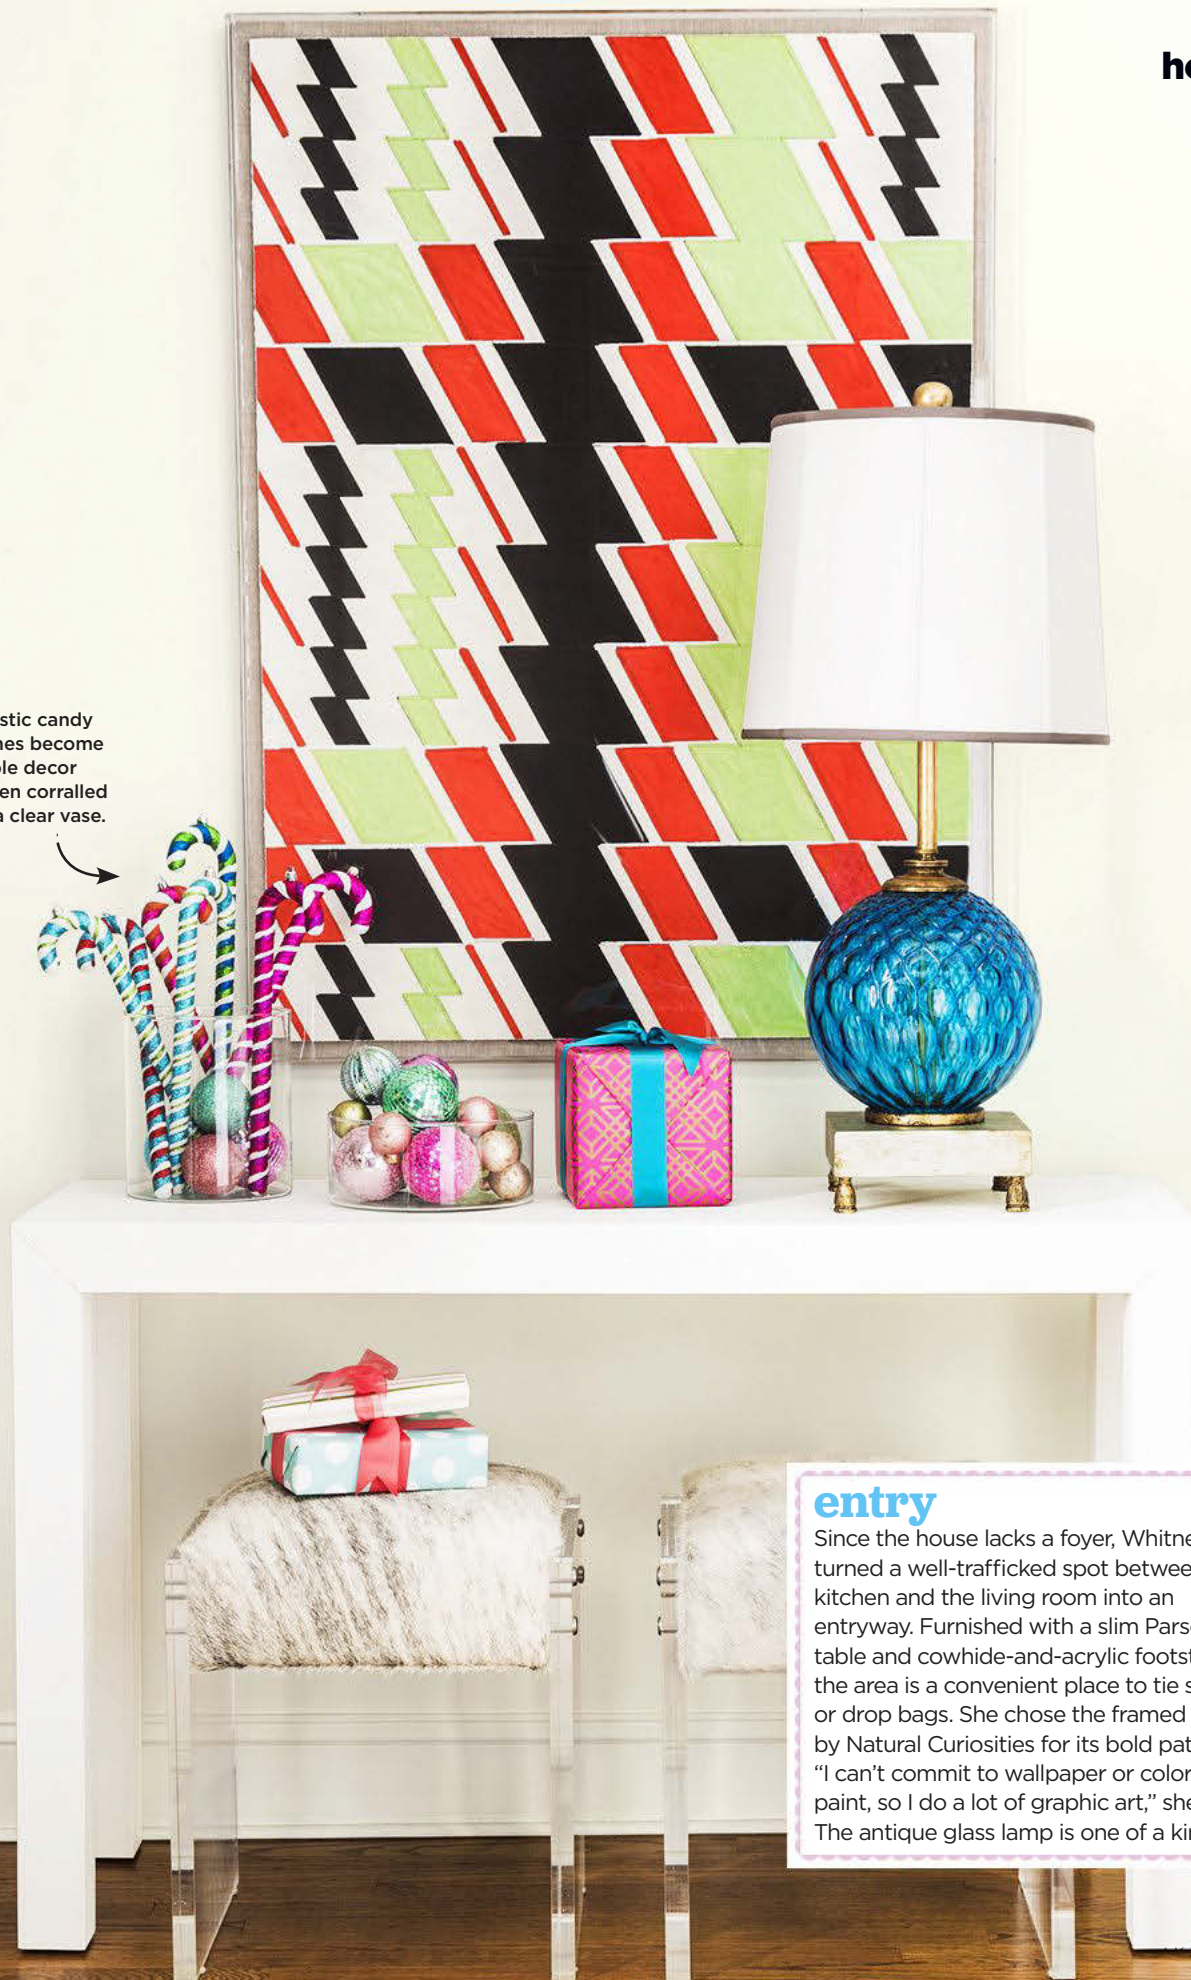 ho
stic candy
nes become
ble decor
en corralled
a clear vase.
entry
Since the house lacks a foyer, Whitne
turned a well-trafficked spot betwee
kitchen and the living room into an
entryway. Furnished with a slim Pars
table and cowhide-and-acrylic footst
the area is a convenient place to tie s
or drop bags. She chose the framed
by Natural Curiosities for its bold pat
“I can’t commit to wallpaper or color
paint, so I do a lot of graphic art,” she
The antique glass lamp is one of a kin